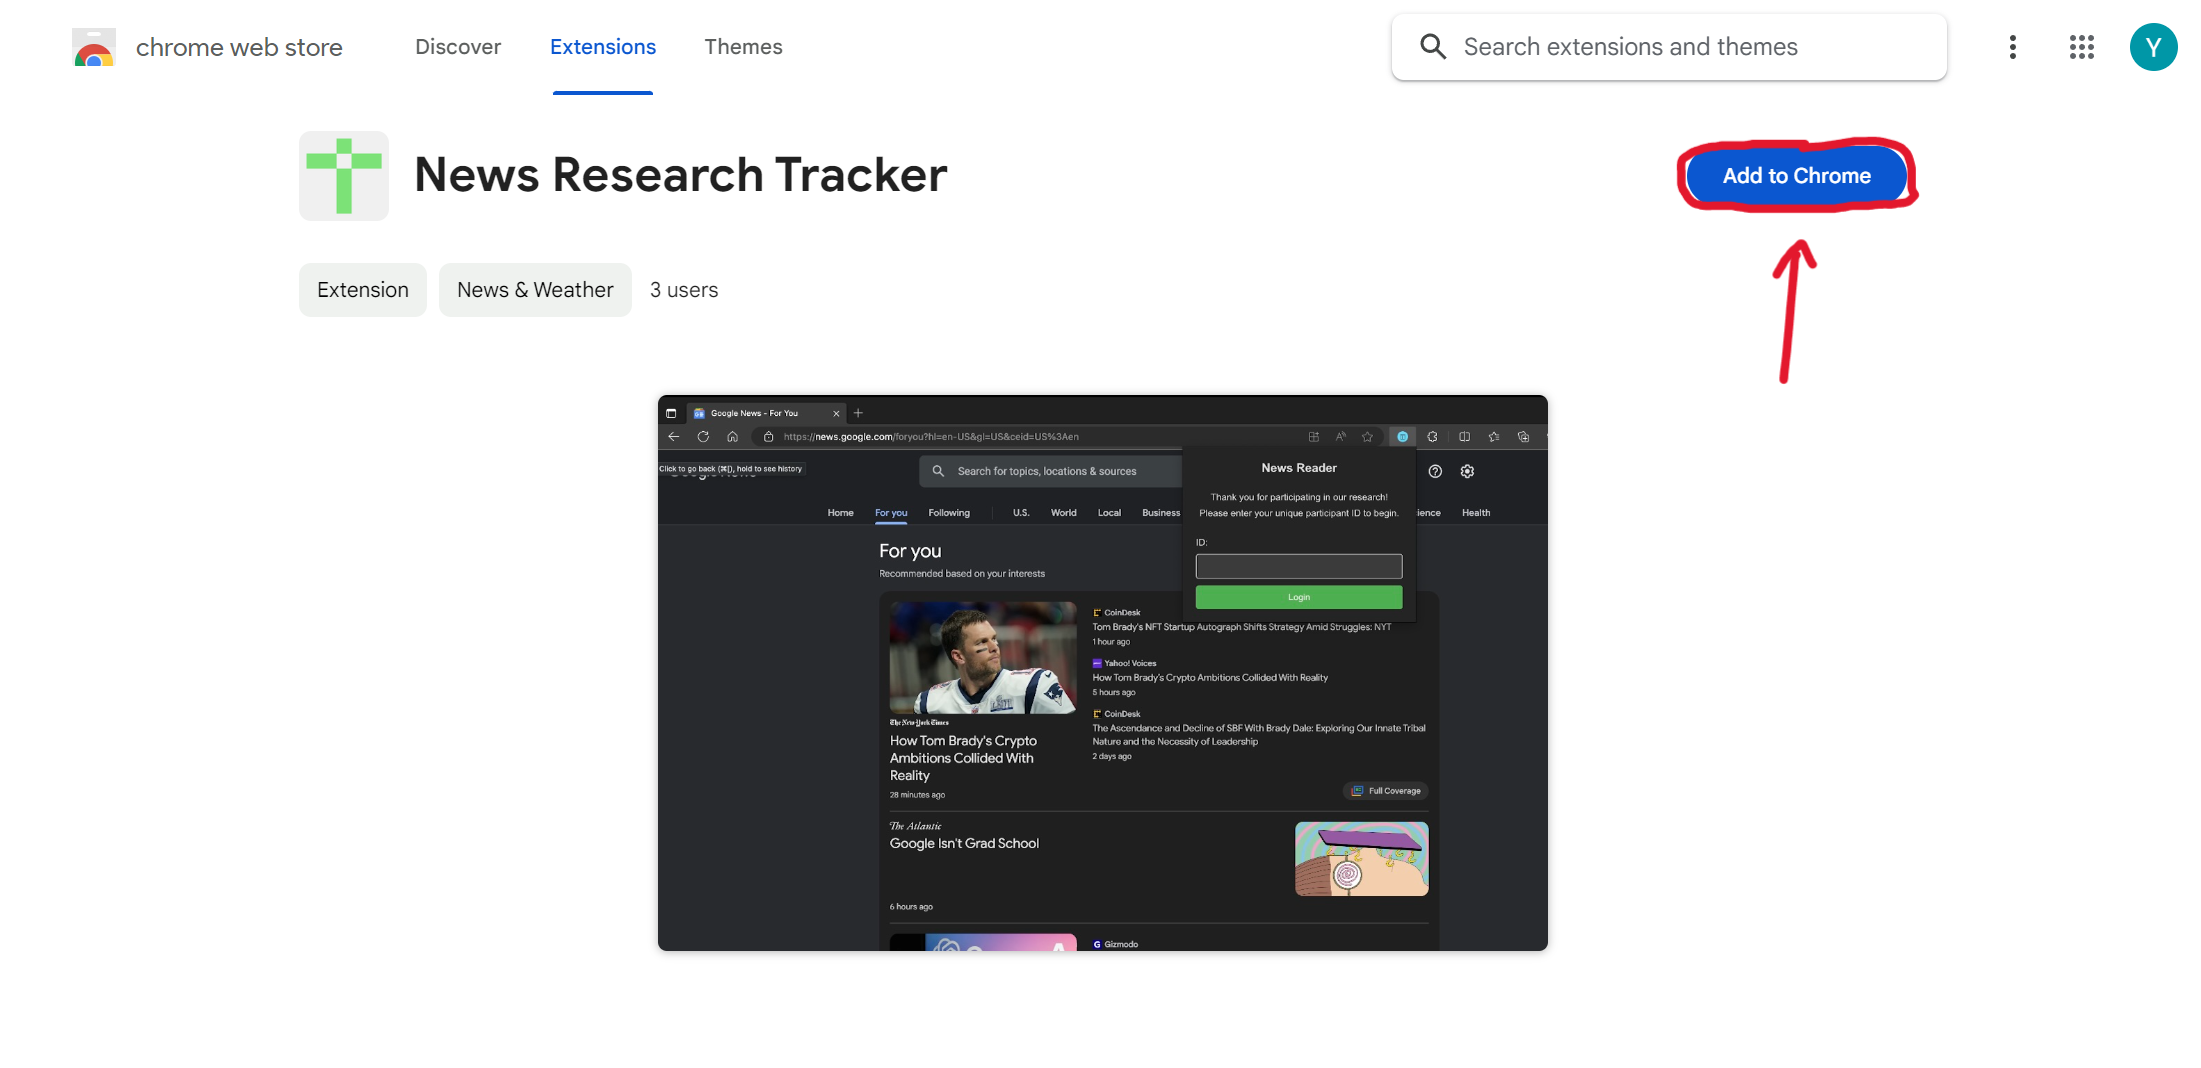 chrome web store
Discover
Extensions
Themes
Search extensions and themes
Y
News Research Tracker
Add to Chrome
Extension
News & Weather
3 users
Google News - For You
https://news.google.com/foryou?hl=en-US&gl=US&ceid=US%3Aen
Click to go back (⌘[), hold to see history
Search for topics, locations & sources
News Reader
Thank you for participating in our research!
Please enter your unique participant ID to begin.
ID:
Login
Home
For you
Following
U.S.
World
Local
Business
ience
Health
For you
Recommended based on your interests
The New York Times
How Tom Brady's Crypto
Ambitions Collided With
Reality
28 minutes ago
CoinDesk
Tom Brady's NFT Startup Autograph Shifts Strategy Amid Struggles: NYT
1 hour ago
Yahoo! Voices
How Tom Brady's Crypto Ambitions Collided With Reality
5 hours ago
CoinDesk
The Ascendance and Decline of SBF With Brady Dale: Exploring Our Innate Tribal
Nature and the Necessity of Leadership
2 days ago
Full Coverage
The Atlantic
Google Isn't Grad School
6 hours ago
G Gizmodo